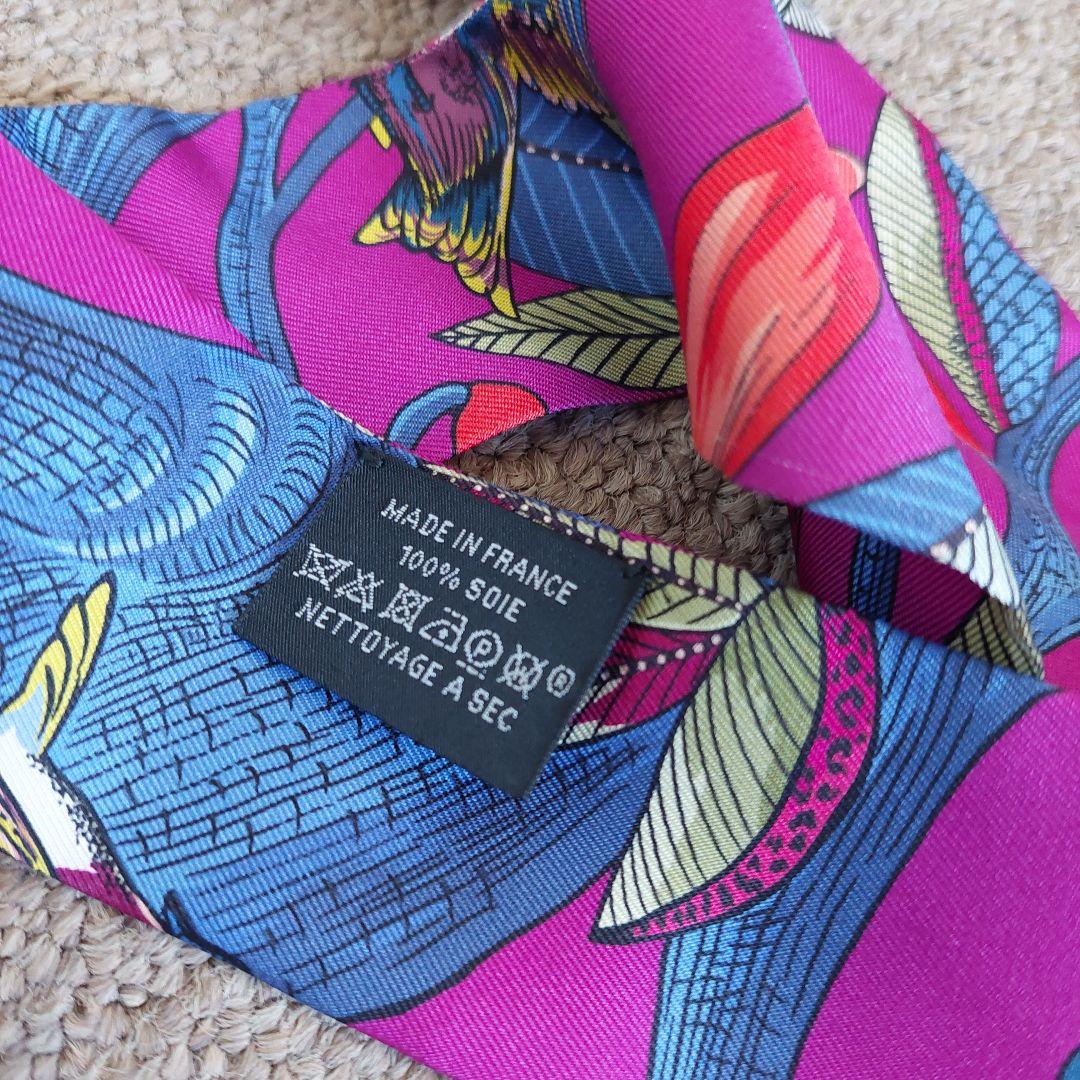 MADE IN FRANCE
100% SOIE
P ®
NETTOYAGE A SEC